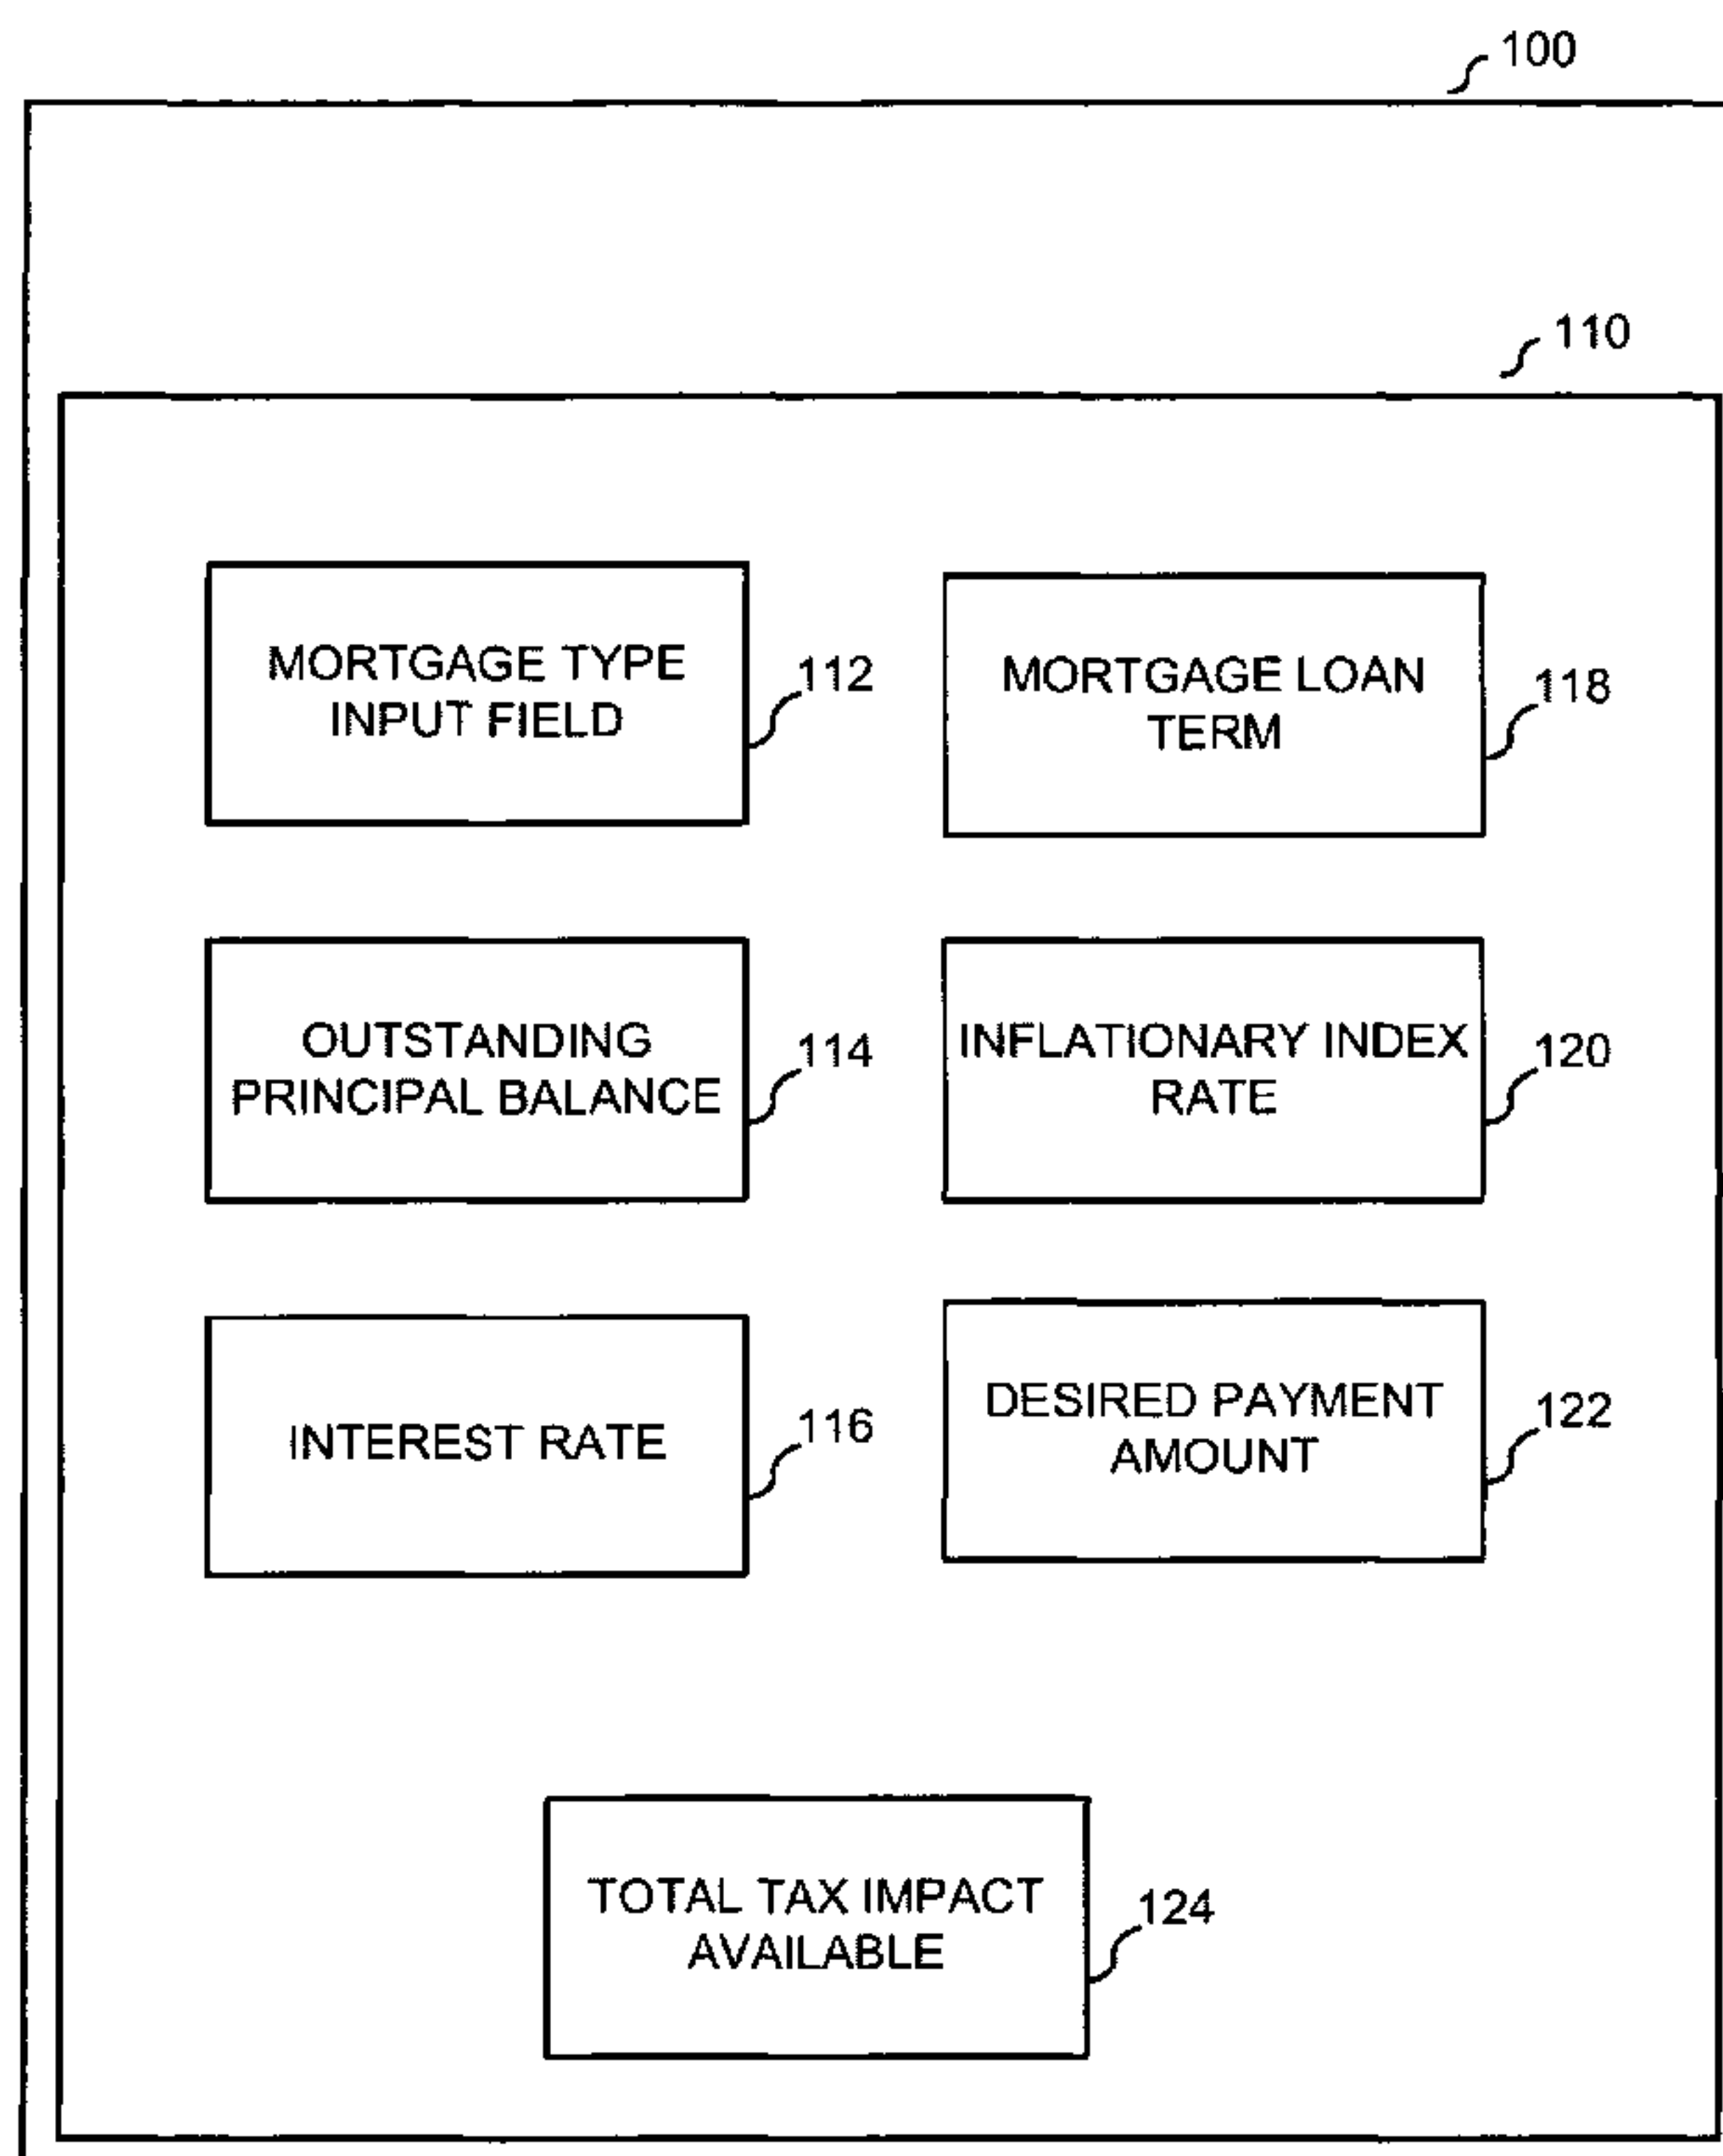 100
110
MORTGAGE TYPE
INPUT FIELD
112
MORTGAGE LOAN
TERM
118
OUTSTANDING
PRINCIPAL BALANCE
114
INFLATIONARY INDEX
RATE
120
INTEREST RATE
116
DESIRED PAYMENT
AMOUNT
122
TOTAL TAX IMPACT
AVAILABLE
124